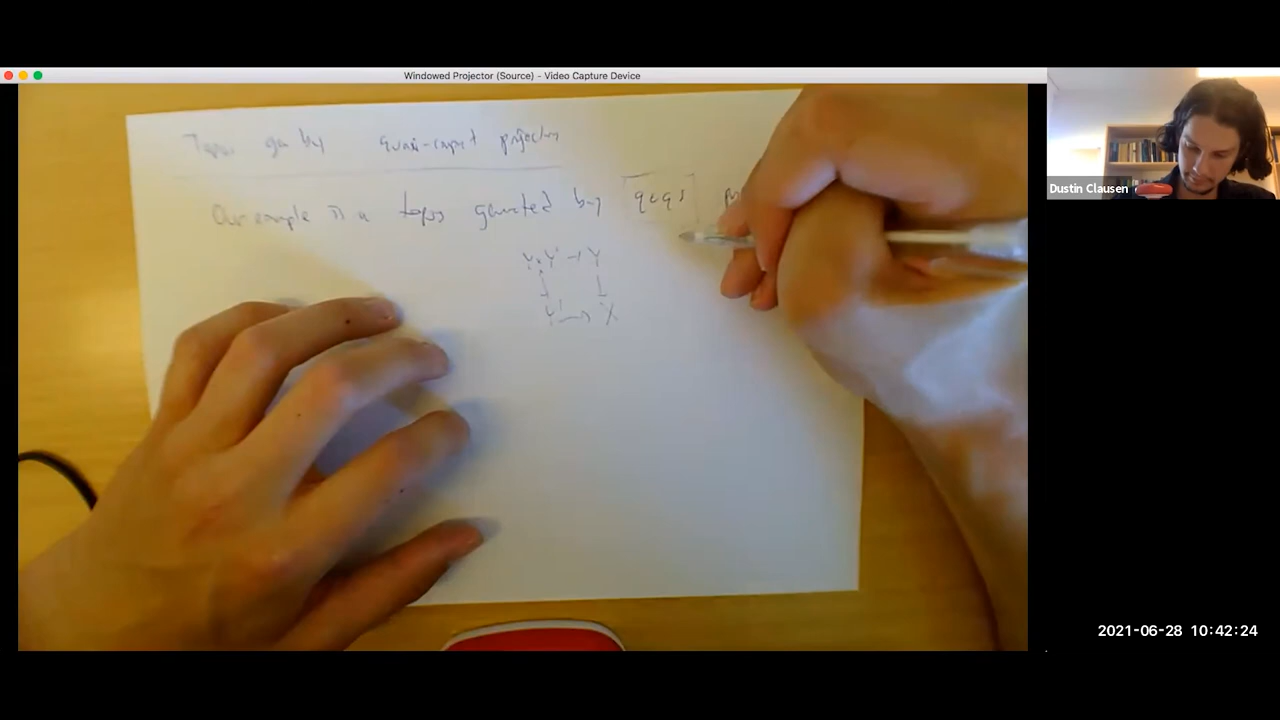 Windowed Projector (Source) - Video Capture Device
Topos gen by quasi-compact projectives
Our example is a topos generated by qcqs
Y×Y' → Y
Y' → X
Dustin Clausen
2021-06-28 10:42:24